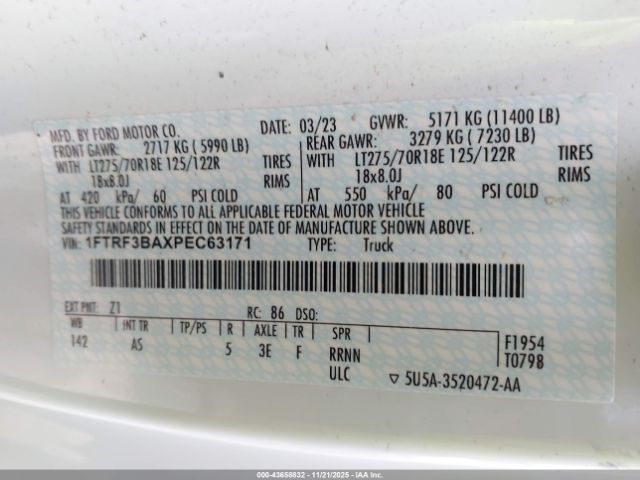 MFD. BY FORD MOTOR CO. DATE: 03/23 GVWR: 5171 KG (11400 LB)
FRONT GAWR: 2717 KG ( 5990 LB) REAR GAWR: 3279 KG ( 7230 LB)
WITH LT275/70R18E 125/122R TIRES WITH LT275/70R18E 125/122R TIRES
18x8.0J RIMS 18x8.0J RIMS
AT 420 kPa/ 60 PSI COLD AT 550 kPa/ 80 PSI COLD
THIS VEHICLE CONFORMS TO ALL APPLICABLE FEDERAL MOTOR VEHICLE
SAFETY STANDARDS IN EFFECT ON THE DATE OF MANUFACTURE SHOWN ABOVE.
VIN: 1FTRF3BAXPEC63171 TYPE: Truck
EXT PNT: Z1 RC: 86 DSO:
WB INT TR TP/PS R AXLE TR SPR F1954
142 AS 5 3E F RRNN T0798
ULC ▽ 5U5A-3520472-AA
000-43658832 - 11/21/2025 - IAA, Inc.